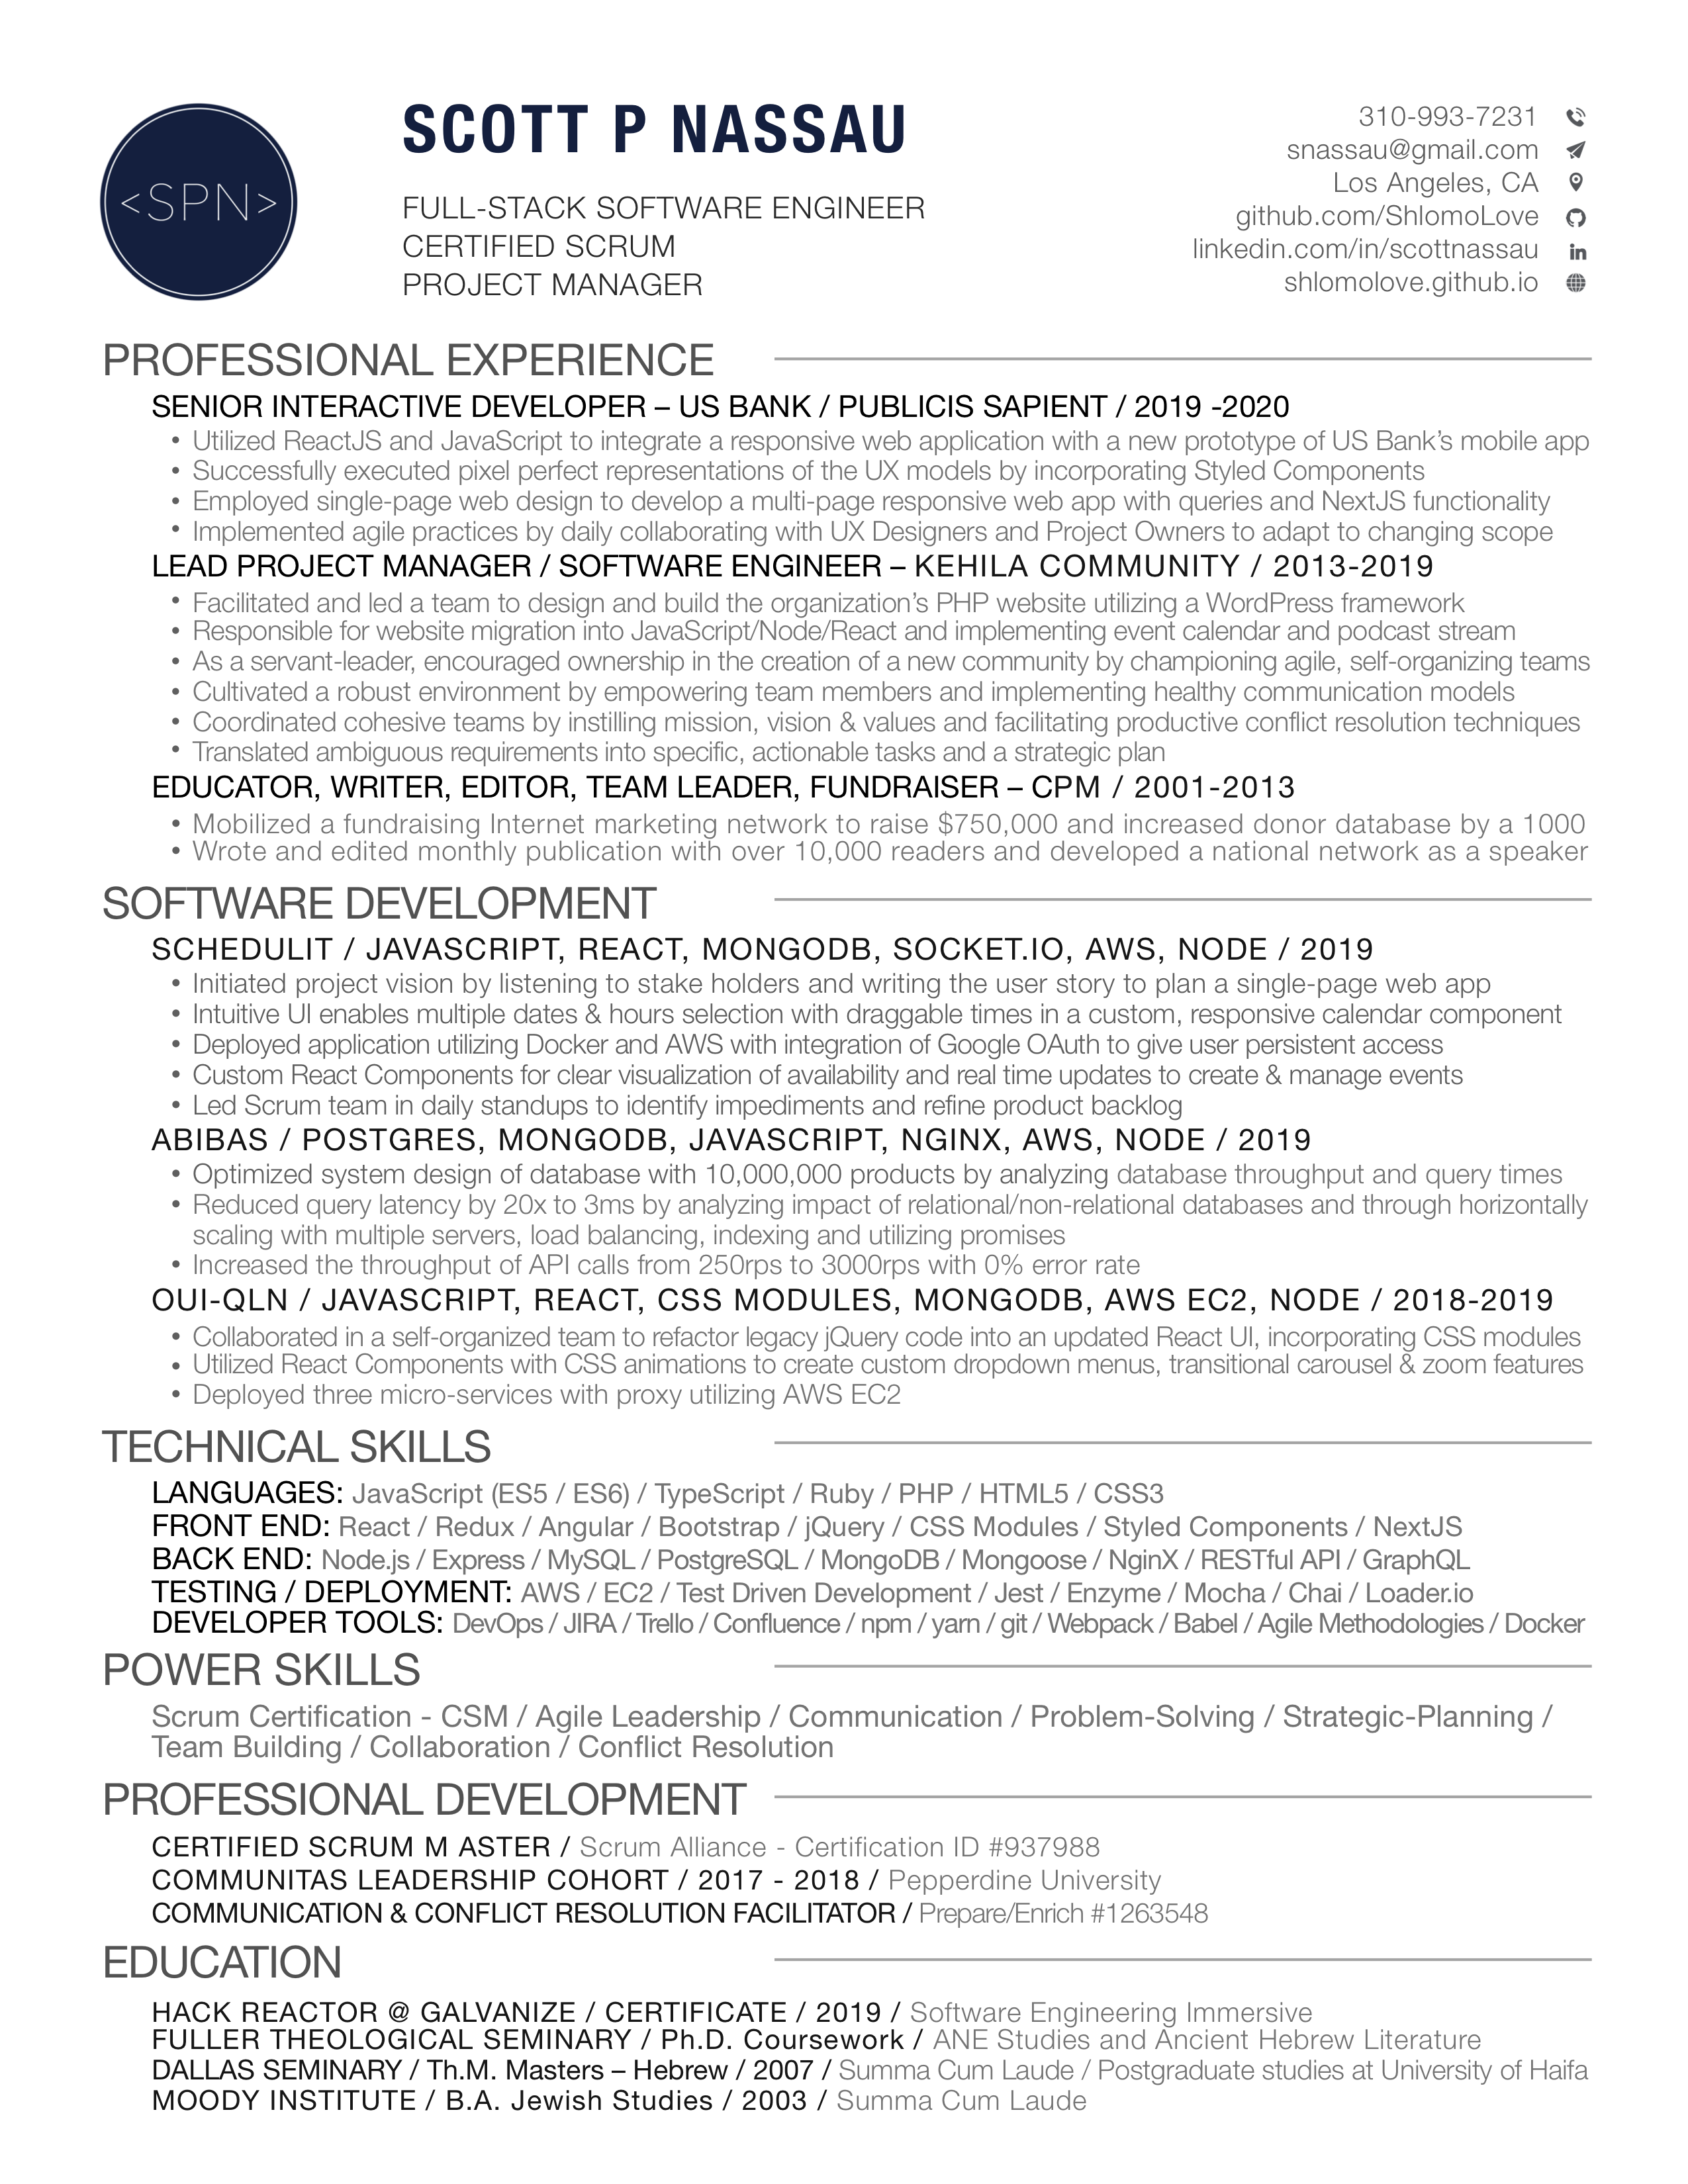 <SPN>
SCOTT P NASSAU
FULL-STACK SOFTWARE ENGINEER
CERTIFIED SCRUM
PROJECT MANAGER
310-993-7231
snassau@gmail.com
Los Angeles, CA
github.com/ShlomoLove
linkedin.com/in/scottnassau
shlomolove.github.io
PROFESSIONAL EXPERIENCE
SENIOR INTERACTIVE DEVELOPER – US BANK / PUBLICIS SAPIENT / 2019 -2020
• Utilized ReactJS and JavaScript to integrate a responsive web application with a new prototype of US Bank’s mobile app
• Successfully executed pixel perfect representations of the UX models by incorporating Styled Components
• Employed single-page web design to develop a multi-page responsive web app with queries and NextJS functionality
• Implemented agile practices by daily collaborating with UX Designers and Project Owners to adapt to changing scope
LEAD PROJECT MANAGER / SOFTWARE ENGINEER – KEHILA COMMUNITY / 2013-2019
• Facilitated and led a team to design and build the organization’s PHP website utilizing a WordPress framework
• Responsible for website migration into JavaScript/Node/React and implementing event calendar and podcast stream
• As a servant-leader, encouraged ownership in the creation of a new community by championing agile, self-organizing teams
• Cultivated a robust environment by empowering team members and implementing healthy communication models
• Coordinated cohesive teams by instilling mission, vision & values and facilitating productive conflict resolution techniques
• Translated ambiguous requirements into specific, actionable tasks and a strategic plan
EDUCATOR, WRITER, EDITOR, TEAM LEADER, FUNDRAISER – CPM / 2001-2013
• Mobilized a fundraising Internet marketing network to raise $750,000 and increased donor database by a 1000
• Wrote and edited monthly publication with over 10,000 readers and developed a national network as a speaker
SOFTWARE DEVELOPMENT
SCHEDULIT / JAVASCRIPT, REACT, MONGODB, SOCKET.IO, AWS, NODE / 2019
• Initiated project vision by listening to stake holders and writing the user story to plan a single-page web app
• Intuitive UI enables multiple dates & hours selection with draggable times in a custom, responsive calendar component
• Deployed application utilizing Docker and AWS with integration of Google OAuth to give user persistent access
• Custom React Components for clear visualization of availability and real time updates to create & manage events
• Led Scrum team in daily standups to identify impediments and refine product backlog
ABIBAS / POSTGRES, MONGODB, JAVASCRIPT, NGINX, AWS, NODE / 2019
• Optimized system design of database with 10,000,000 products by analyzing database throughput and query times
• Reduced query latency by 20x to 3ms by analyzing impact of relational/non-relational databases and through horizontally
scaling with multiple servers, load balancing, indexing and utilizing promises
• Increased the throughput of API calls from 250rps to 3000rps with 0% error rate
OUI-QLN / JAVASCRIPT, REACT, CSS MODULES, MONGODB, AWS EC2, NODE / 2018-2019
• Collaborated in a self-organized team to refactor legacy jQuery code into an updated React UI, incorporating CSS modules
• Utilized React Components with CSS animations to create custom dropdown menus, transitional carousel & zoom features
• Deployed three micro-services with proxy utilizing AWS EC2
TECHNICAL SKILLS
LANGUAGES: JavaScript (ES5 / ES6) / TypeScript / Ruby / PHP / HTML5 / CSS3
FRONT END: React / Redux / Angular / Bootstrap / jQuery / CSS Modules / Styled Components / NextJS
BACK END: Node.js / Express / MySQL / PostgreSQL / MongoDB / Mongoose / NginX / RESTful API / GraphQL
TESTING / DEPLOYMENT: AWS / EC2 / Test Driven Development / Jest / Enzyme / Mocha / Chai / Loader.io
DEVELOPER TOOLS: DevOps / JIRA / Trello / Confluence / npm / yarn / git / Webpack / Babel / Agile Methodologies / Docker
POWER SKILLS
Scrum Certification - CSM / Agile Leadership / Communication / Problem-Solving / Strategic-Planning /
Team Building / Collaboration / Conflict Resolution
PROFESSIONAL DEVELOPMENT
CERTIFIED SCRUM M ASTER / Scrum Alliance - Certification ID #937988
COMMUNITAS LEADERSHIP COHORT / 2017 - 2018 / Pepperdine University
COMMUNICATION & CONFLICT RESOLUTION FACILITATOR / Prepare/Enrich #1263548
EDUCATION
HACK REACTOR @ GALVANIZE / CERTIFICATE / 2019 / Software Engineering Immersive
FULLER THEOLOGICAL SEMINARY / Ph.D. Coursework / ANE Studies and Ancient Hebrew Literature
DALLAS SEMINARY / Th.M. Masters – Hebrew / 2007 / Summa Cum Laude / Postgraduate studies at University of Haifa
MOODY INSTITUTE / B.A. Jewish Studies / 2003 / Summa Cum Laude